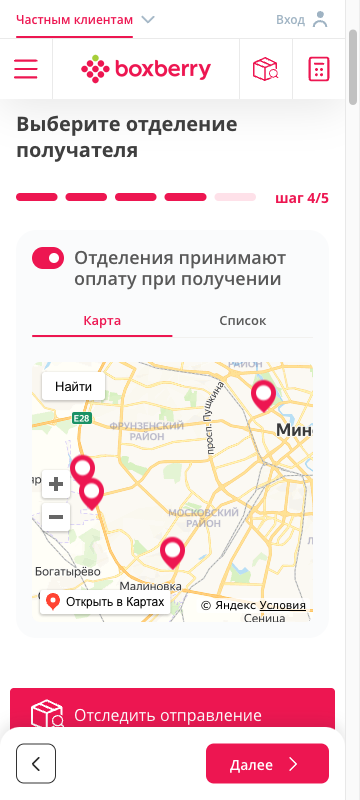 Частным клиентам
Вход
boxberry
Выберите отделение
получателя
шаг 4/5
Отделения принимают
оплату при получении
Карта
Список
РАЙОН
Найти
просп. Пушкина
E28
ФРУНЗЕНСКИЙ
РАЙОН
Мин
МОСКОВСКИЙ
РАЙОН
Богатырёво
Малиновка
Открыть в Картах
© Яндекс Условия
Сеница
Отследить отправление
Далее